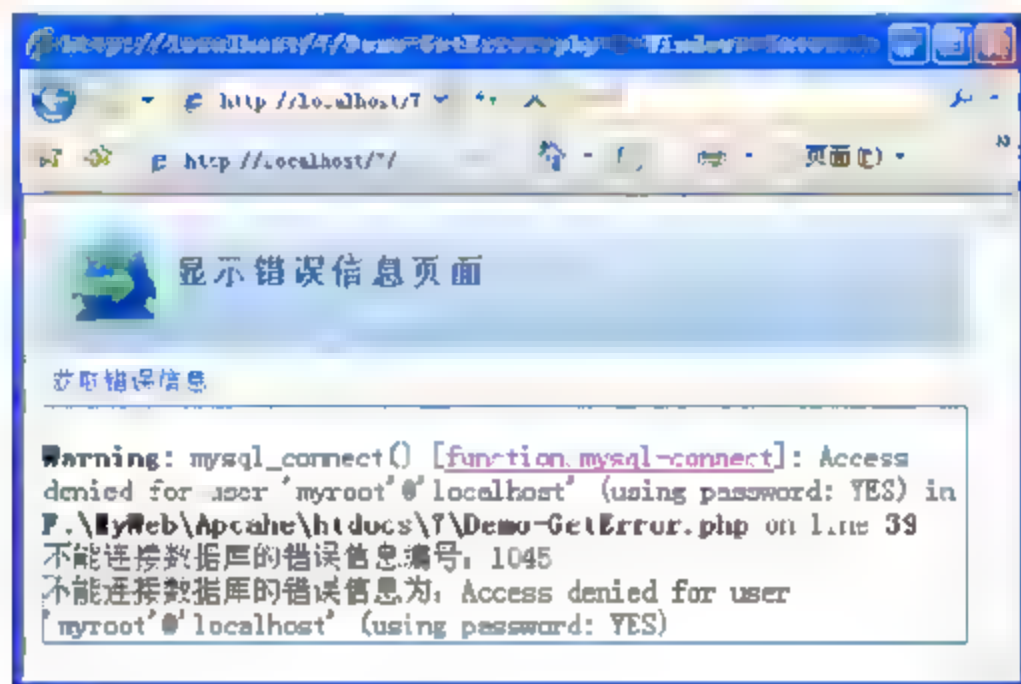 http://localhost/7
http://localhost/7/
页面(P)
显示错误信息页面
获取错误信息
Warning: mysql_connect() [function.mysql-connect]: Access
denied for user 'myroot'@'localhost' (using password: YES) in
F:\MyWeb\Apcahe\htdocs\7\Demo-GetError.php on line 39
不能连接数据库的错误信息编号：1045
不能连接数据库的错误信息为：Access denied for user
'myroot'@'localhost' (using password: YES)